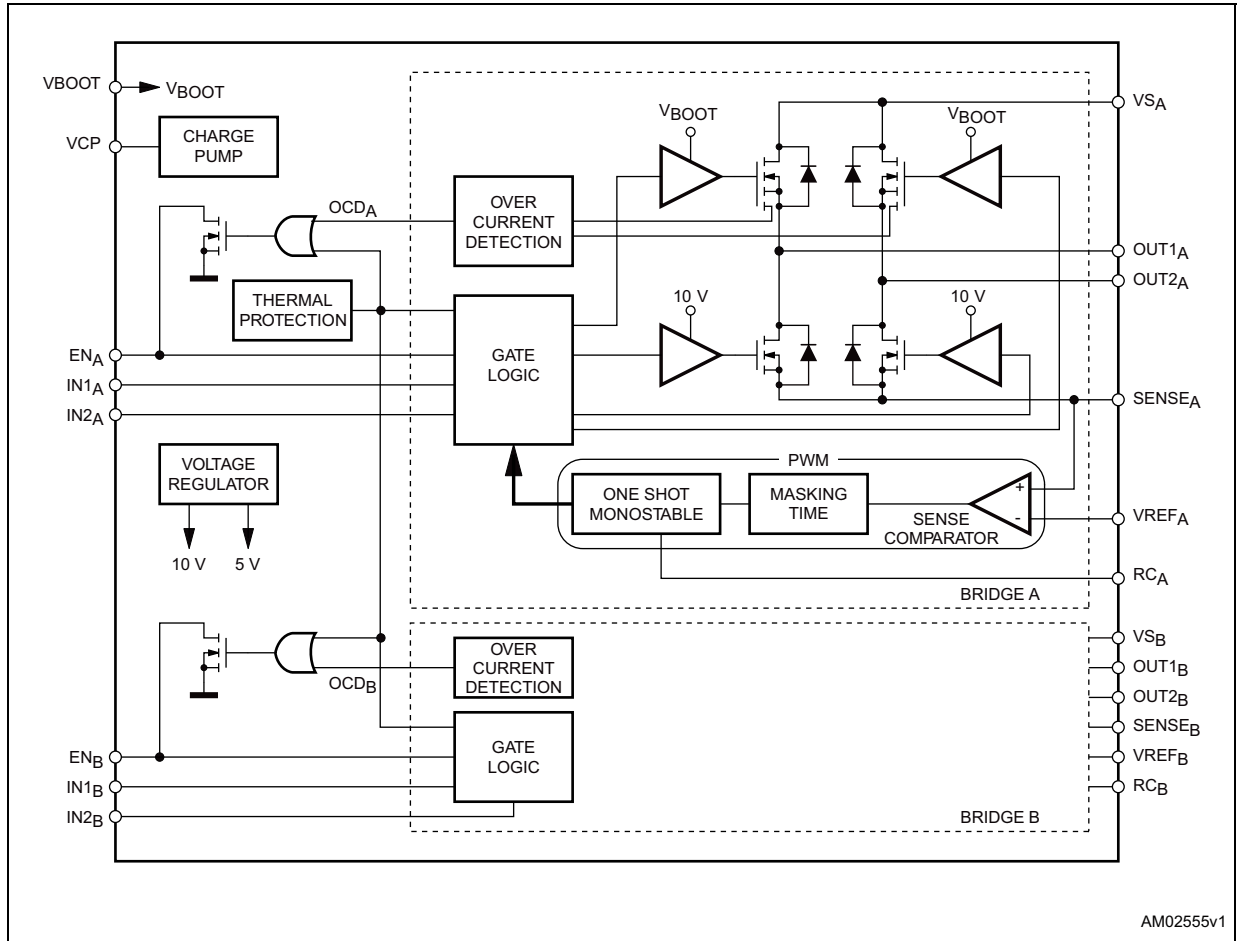 VBOOT
VBOOT
VCP
CHARGE
PUMP
OCDA
OVER
CURRENT
DETECTION
VBOOT
VBOOT
VSA
OUT1A
OUT2A
THERMAL
PROTECTION
GATE
LOGIC
10 V
10 V
ENA
IN1A
IN2A
SENSEA
VOLTAGE
REGULATOR
10 V
5 V
PWM
ONE SHOT
MONOSTABLE
MASKING
TIME
+
-
SENSE
COMPARATOR
VREFA
RCA
BRIDGE A
OCDB
OVER
CURRENT
DETECTION
VSB
OUT1B
OUT2B
SENSEB
VREFB
RCB
GATE
LOGIC
ENB
IN1B
IN2B
BRIDGE B
AM02555v1